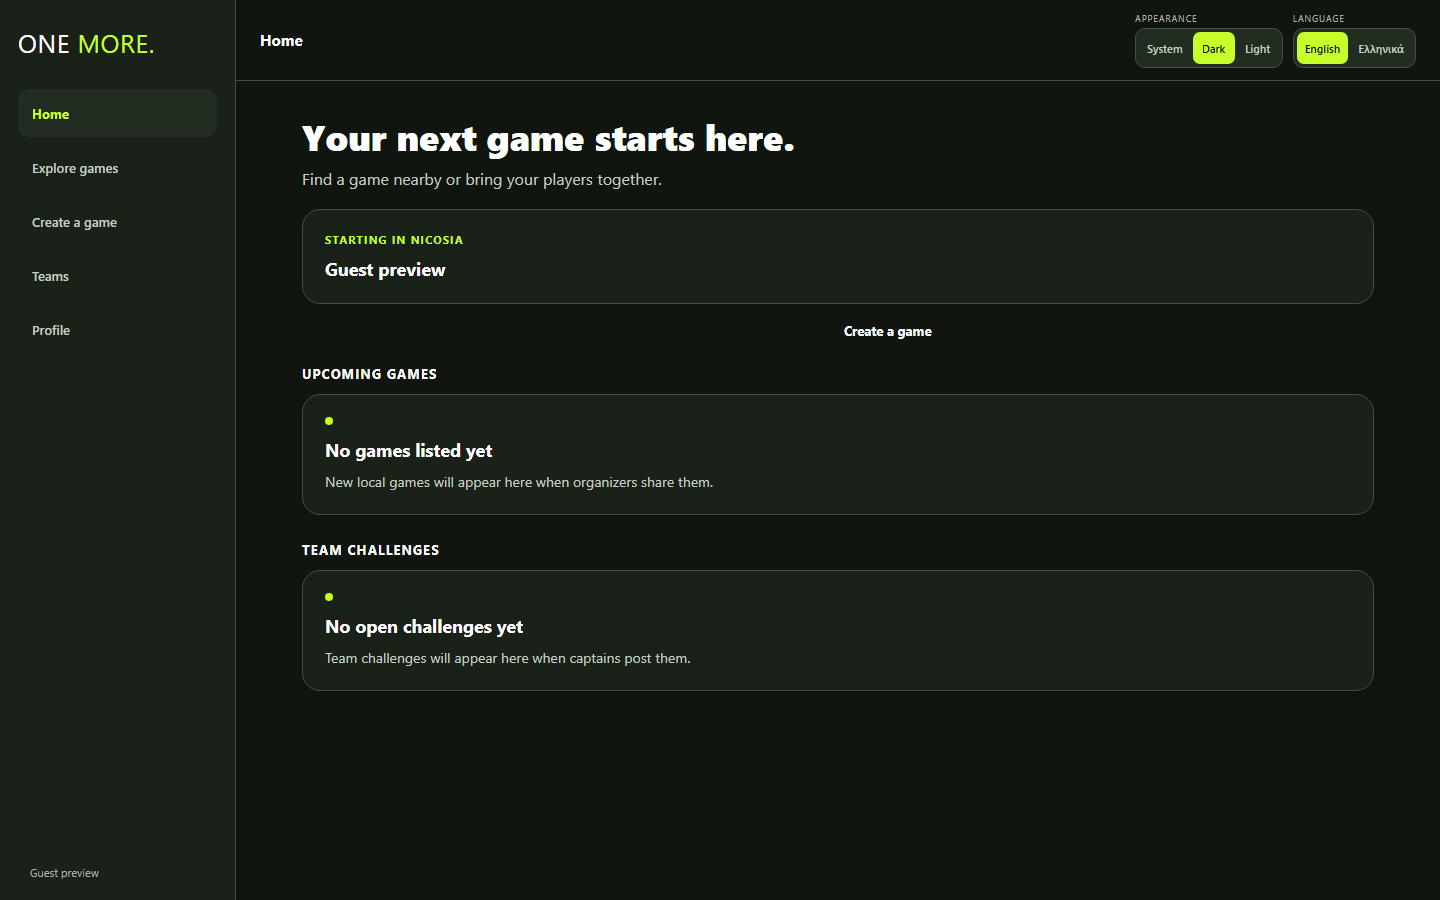 ONE MORE.
Home
Explore games
Create a game
Teams
Profile
Guest preview
Home
APPEARANCE
System Dark Light
LANGUAGE
English Ελληνικά
Your next game starts here.
Find a game nearby or bring your players together.
STARTING IN NICOSIA
Guest preview
Create a game
UPCOMING GAMES
No games listed yet
New local games will appear here when organizers share them.
TEAM CHALLENGES
No open challenges yet
Team challenges will appear here when captains post them.